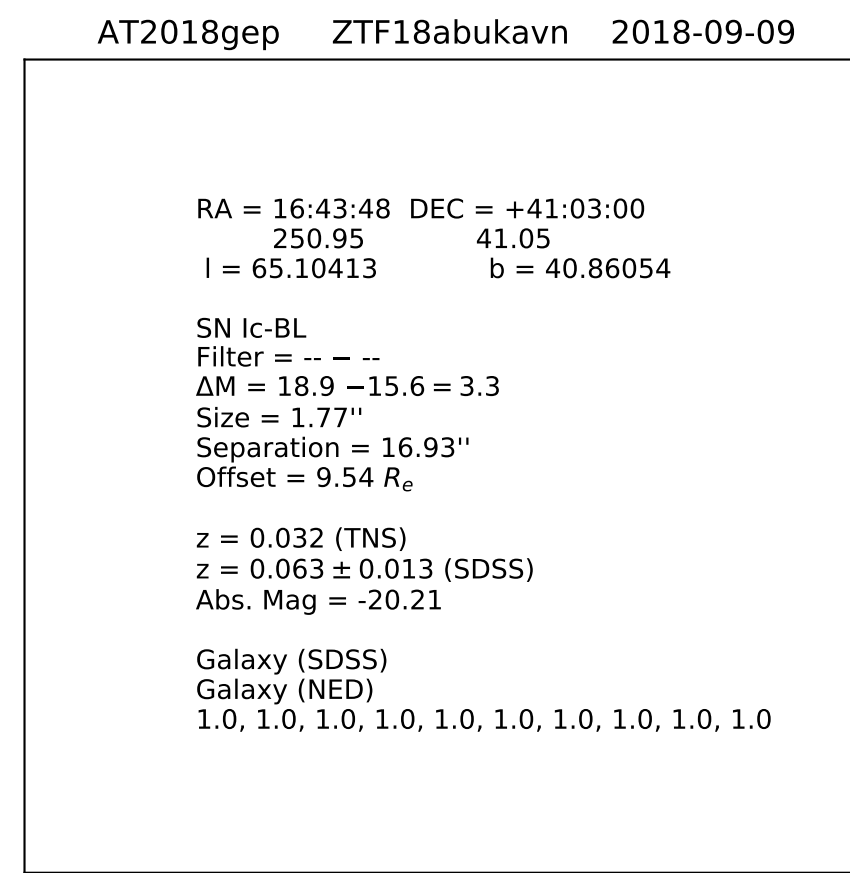 AT2018gep ZTF18abukavn 2018-09-09
RA = 16:43:48 DEC = +41:03:00
250.95 41.05
l = 65.10413 b = 40.86054
SN Ic-BL
Filter = -- − --
ΔM = 18.9 −15.6 = 3.3
Size = 1.77''
Separation = 16.93''
Offset = 9.54 Rₑ
z = 0.032 (TNS)
z = 0.063 ± 0.013 (SDSS)
Abs. Mag = -20.21
Galaxy (SDSS)
Galaxy (NED)
1.0, 1.0, 1.0, 1.0, 1.0, 1.0, 1.0, 1.0, 1.0, 1.0